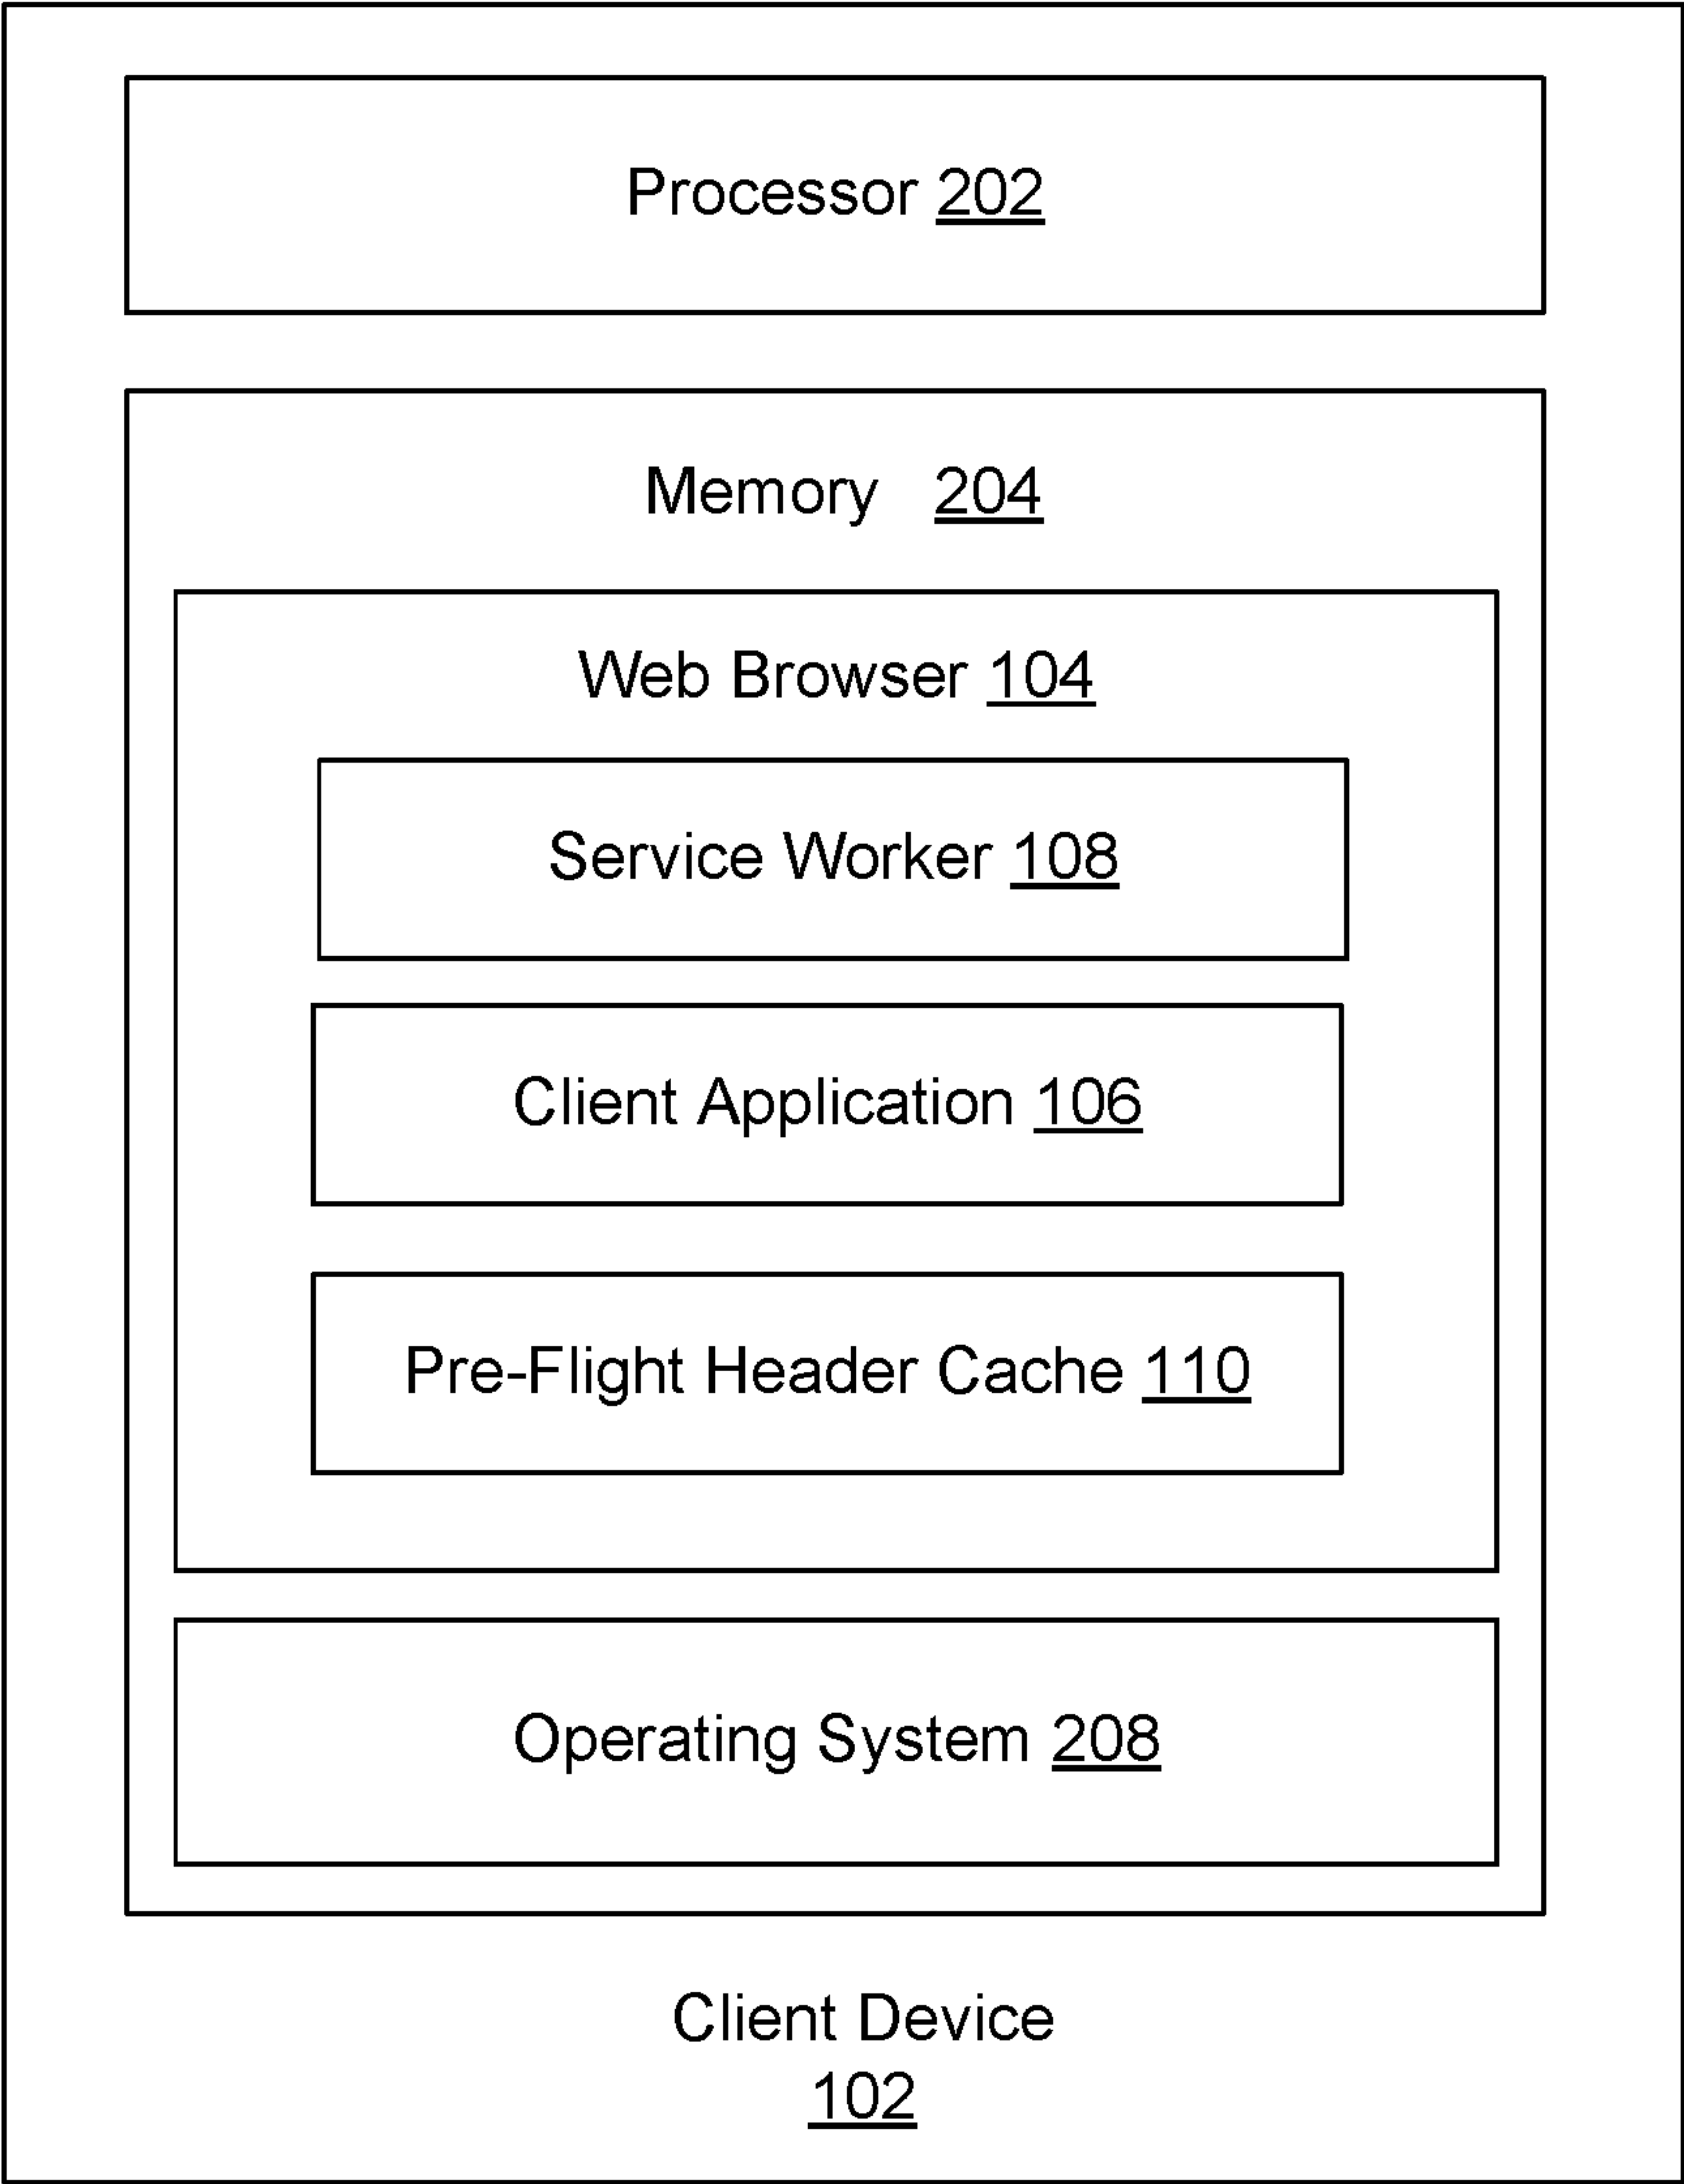 Processor 202
Memory 204
Web Browser 104
Service Worker 108
Client Application 106
Pre-Flight Header Cache 110
Operating System 208
Client Device
102